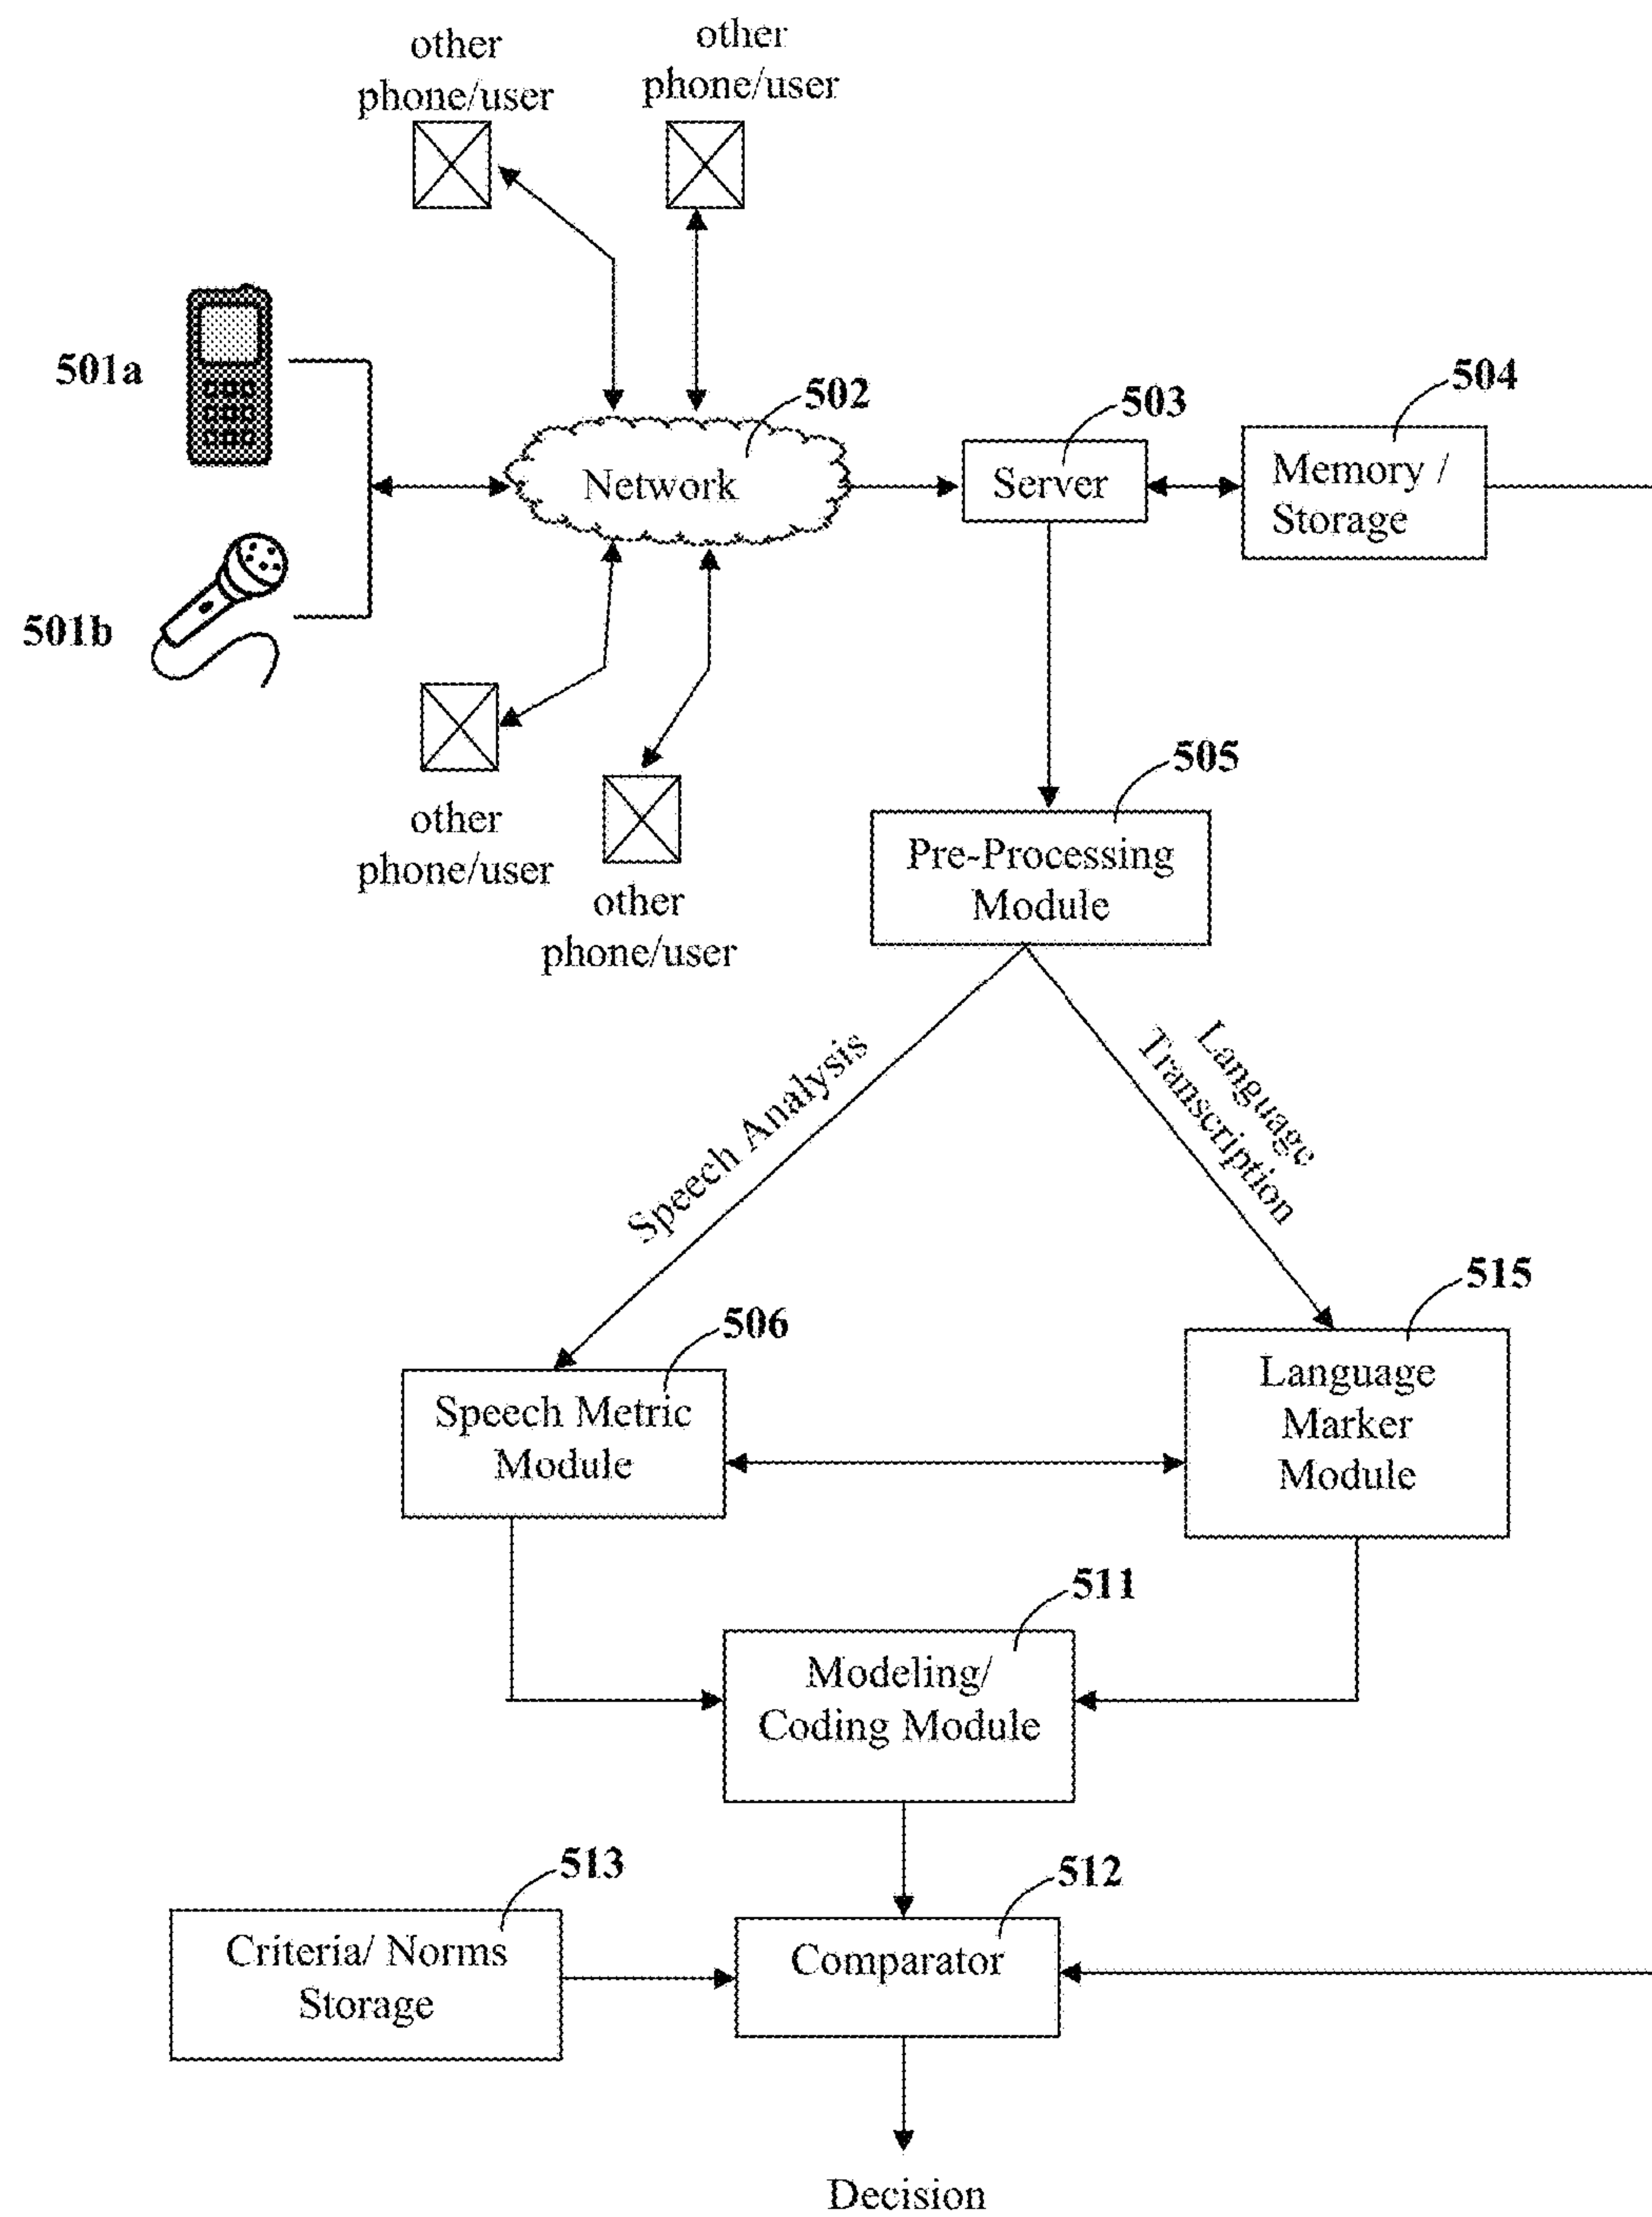 other
phone/user
other
phone/user
501a
502
503
504
Network
Server
Memory /
Storage
501b
other
phone/user
other
phone/user
505
Pre-Processing
Module
Speech Analysis
Language
Transcription
506
515
Speech Metric
Module
Language
Marker
Module
511
Modeling/
Coding Module
513
512
Criteria/ Norms
Storage
Comparator
Decision